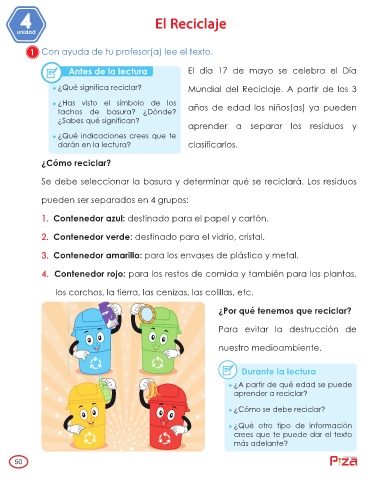 4
unidad
El Reciclaje
1 Con ayuda de tu profesor(a) lee el texto.
Antes de la lectura
• ¿Qué significa reciclar?
• ¿Has visto el símbolo de los
tachos de basura? ¿Dónde?
¿Sabes qué significan?
• ¿Qué indicaciones crees que te
darán en la lectura?
El día 17 de mayo se celebra el Día
Mundial del Reciclaje. A partir de los 3
años de edad los niños(as) ya pueden
aprender a separar los residuos y
clasificarlos.
¿Cómo reciclar?
Se debe seleccionar la basura y determinar qué se reciclará. Los residuos
pueden ser separados en 4 grupos:
1. Contenedor azul: destinado para el papel y cartón.
2. Contenedor verde: destinado para el vidrio, cristal.
3. Contenedor amarillo: para los envases de plástico y metal.
4. Contenedor rojo: para los restos de comida y también para las plantas,
los corchos, la tierra, las cenizas, las colillas, etc.
¿Por qué tenemos que reciclar?
Para evitar la destrucción de
nuestro medioambiente.
Durante la lectura
• ¿A partir de qué edad se puede
aprender a reciclar?
• ¿Cómo se debe reciclar?
• ¿Qué otro tipo de información
crees que te puede dar el texto
más adelante?
50